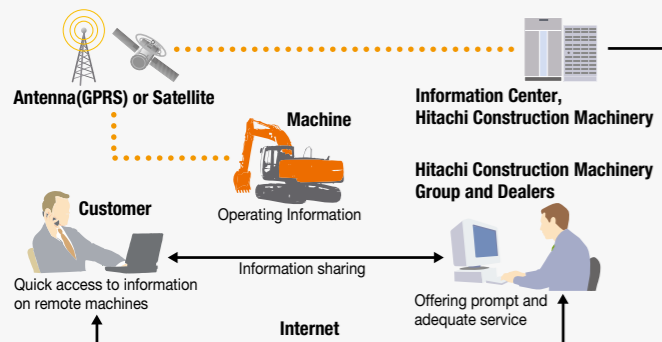 Antenna(GPRS) or Satellite
Information Center,
Hitachi Construction Machinery
Machine
Operating Information
Hitachi Construction Machinery
Group and Dealers
Customer
Information sharing
Quick access to information
on remote machines
Offering prompt and
adequate service
Internet